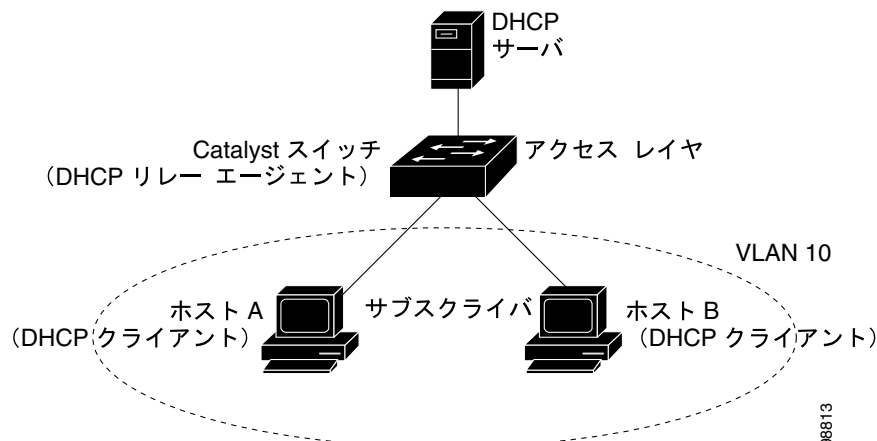 DHCP
サーバ
Catalyst スイッチ
（DHCP リレー エージェント）
アクセス レイヤ
VLAN 10
ホスト A
（DHCP クライアント）
サブスクライバ
ホスト B
（DHCP クライアント）
98813